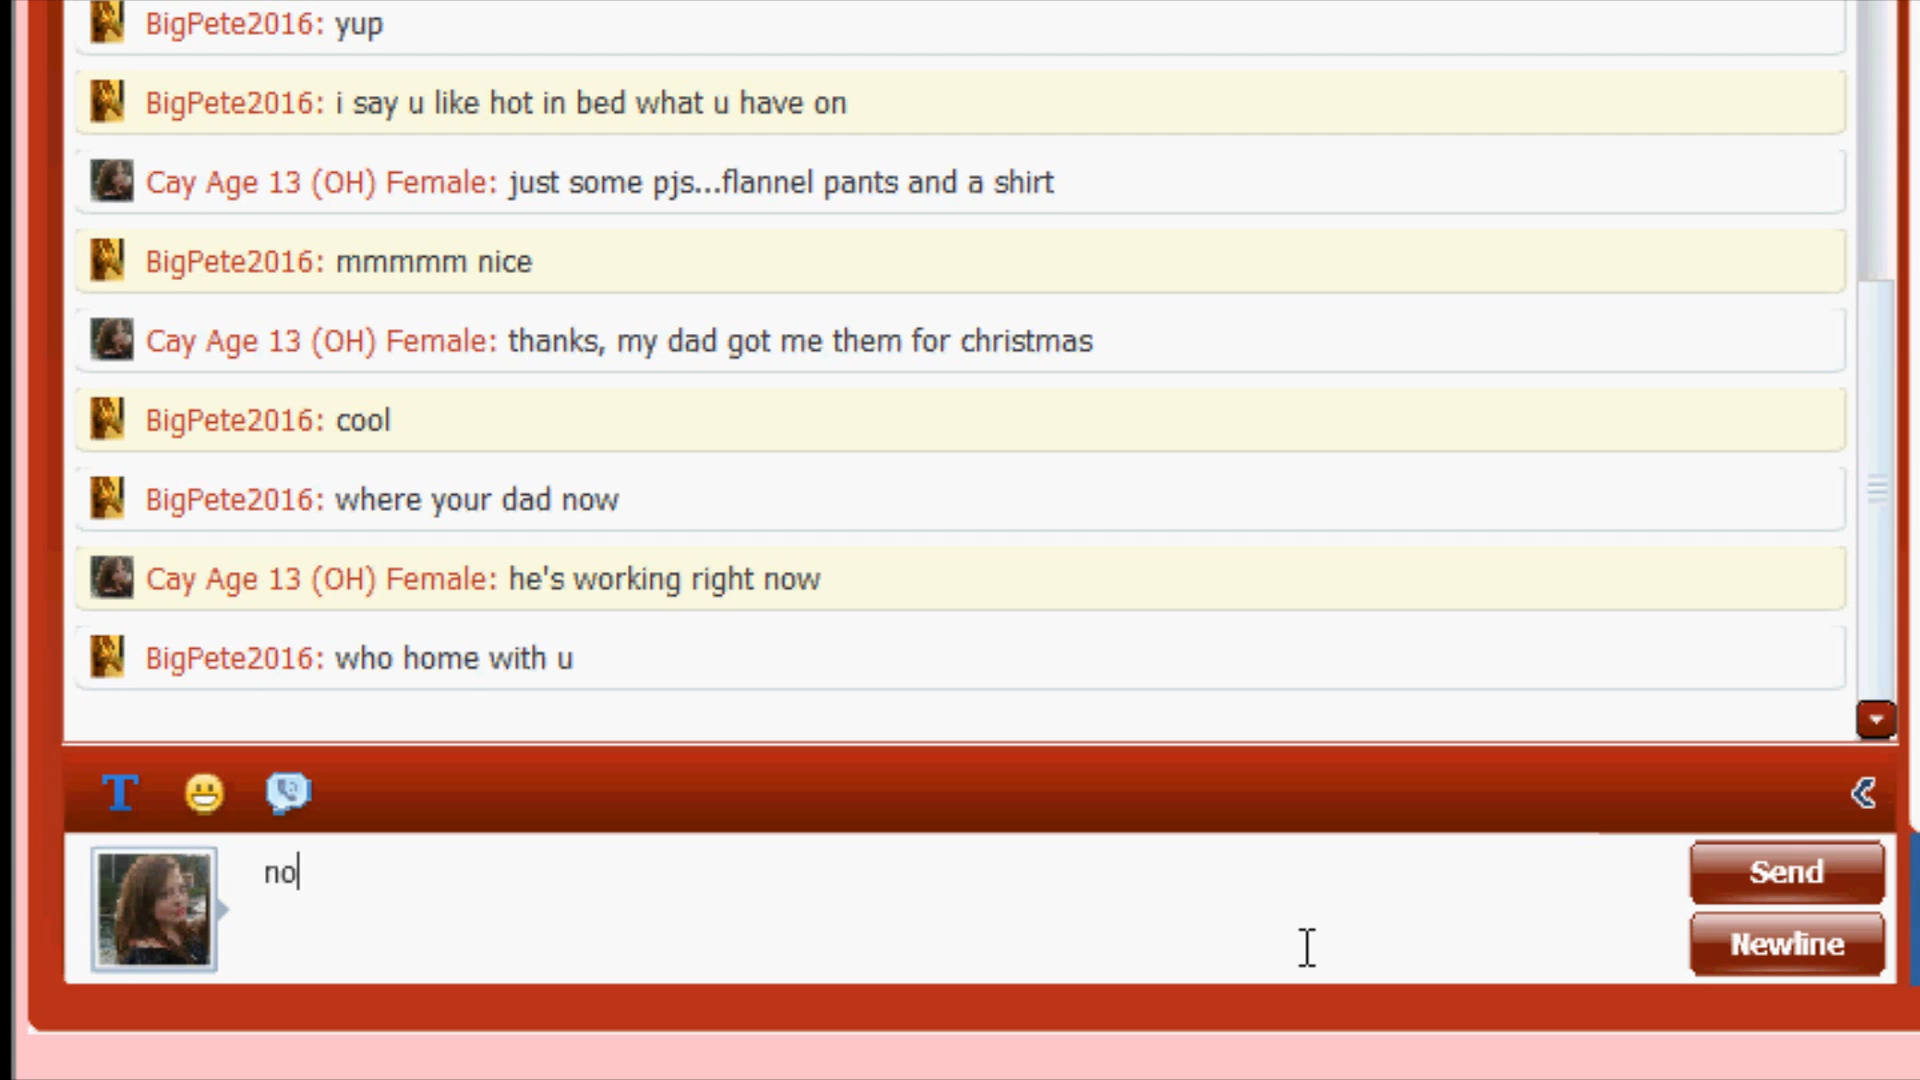 BigPete2016: yup
BigPete2016: i say u like hot in bed what u have on
Cay Age 13 (OH) Female: just some pjs...flannel pants and a shirt
BigPete2016: mmmmm nice
Cay Age 13 (OH) Female: thanks, my dad got me them for christmas
BigPete2016: cool
BigPete2016: where your dad now
Cay Age 13 (OH) Female: he's working right now
BigPete2016: who home with u
T
no
Send
Newline